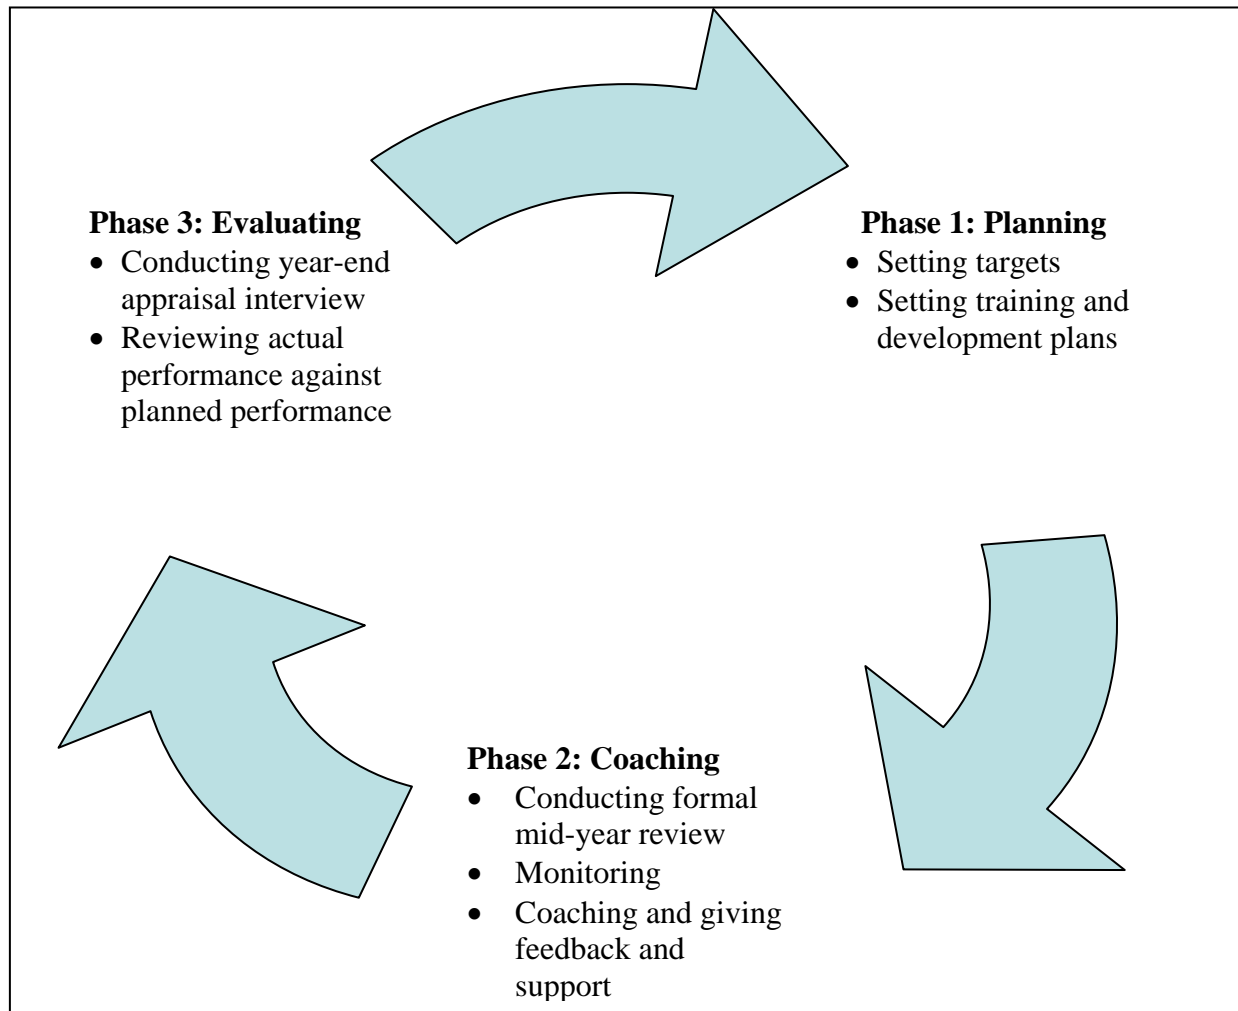 Phase 3: Evaluating
• Conducting year-end
appraisal interview
• Reviewing actual
performance against
planned performance
Phase 1: Planning
• Setting targets
• Setting training and
development plans
Phase 2: Coaching
• Conducting formal
mid-year review
• Monitoring
• Coaching and giving
feedback and
support